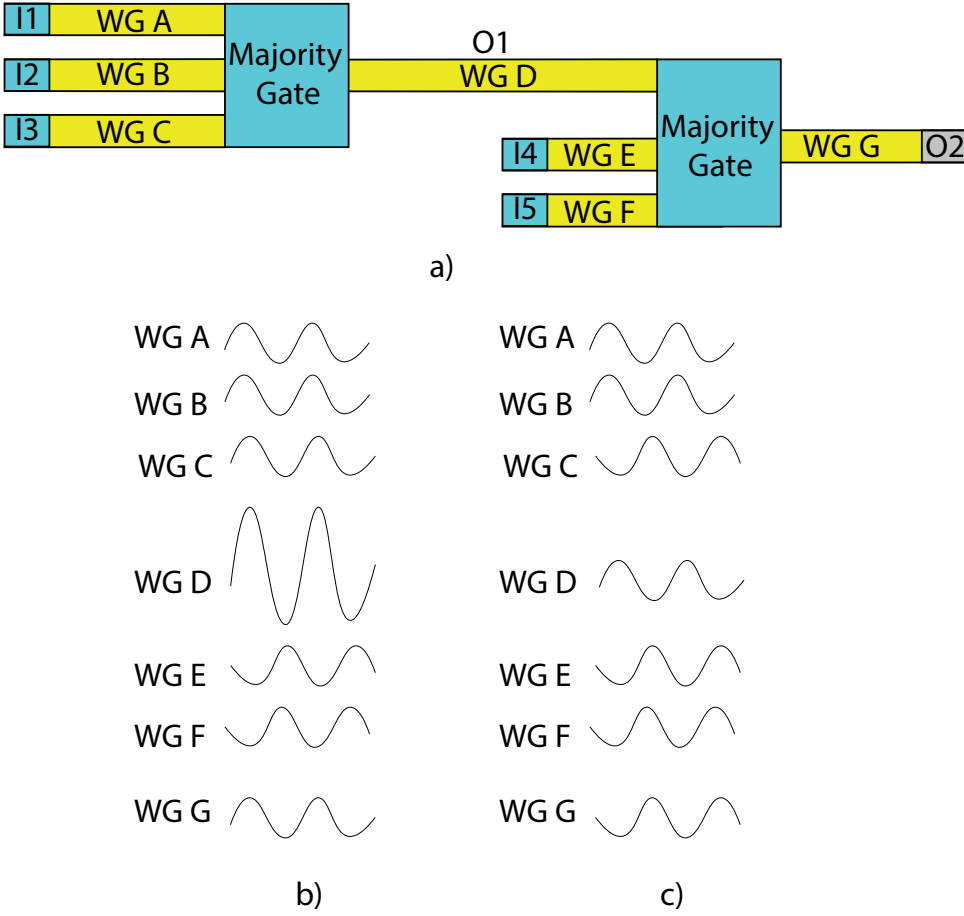 I1 WG A
I2 WG B
I3 WG C
Majority
Gate
O1
WG D
I4 WG E
I5 WG F
Majority
Gate
WG G O2
a)
WG A
WG B
WG C
WG D
WG E
WG F
WG G
b)
WG A
WG B
WG C
WG D
WG E
WG F
WG G
c)